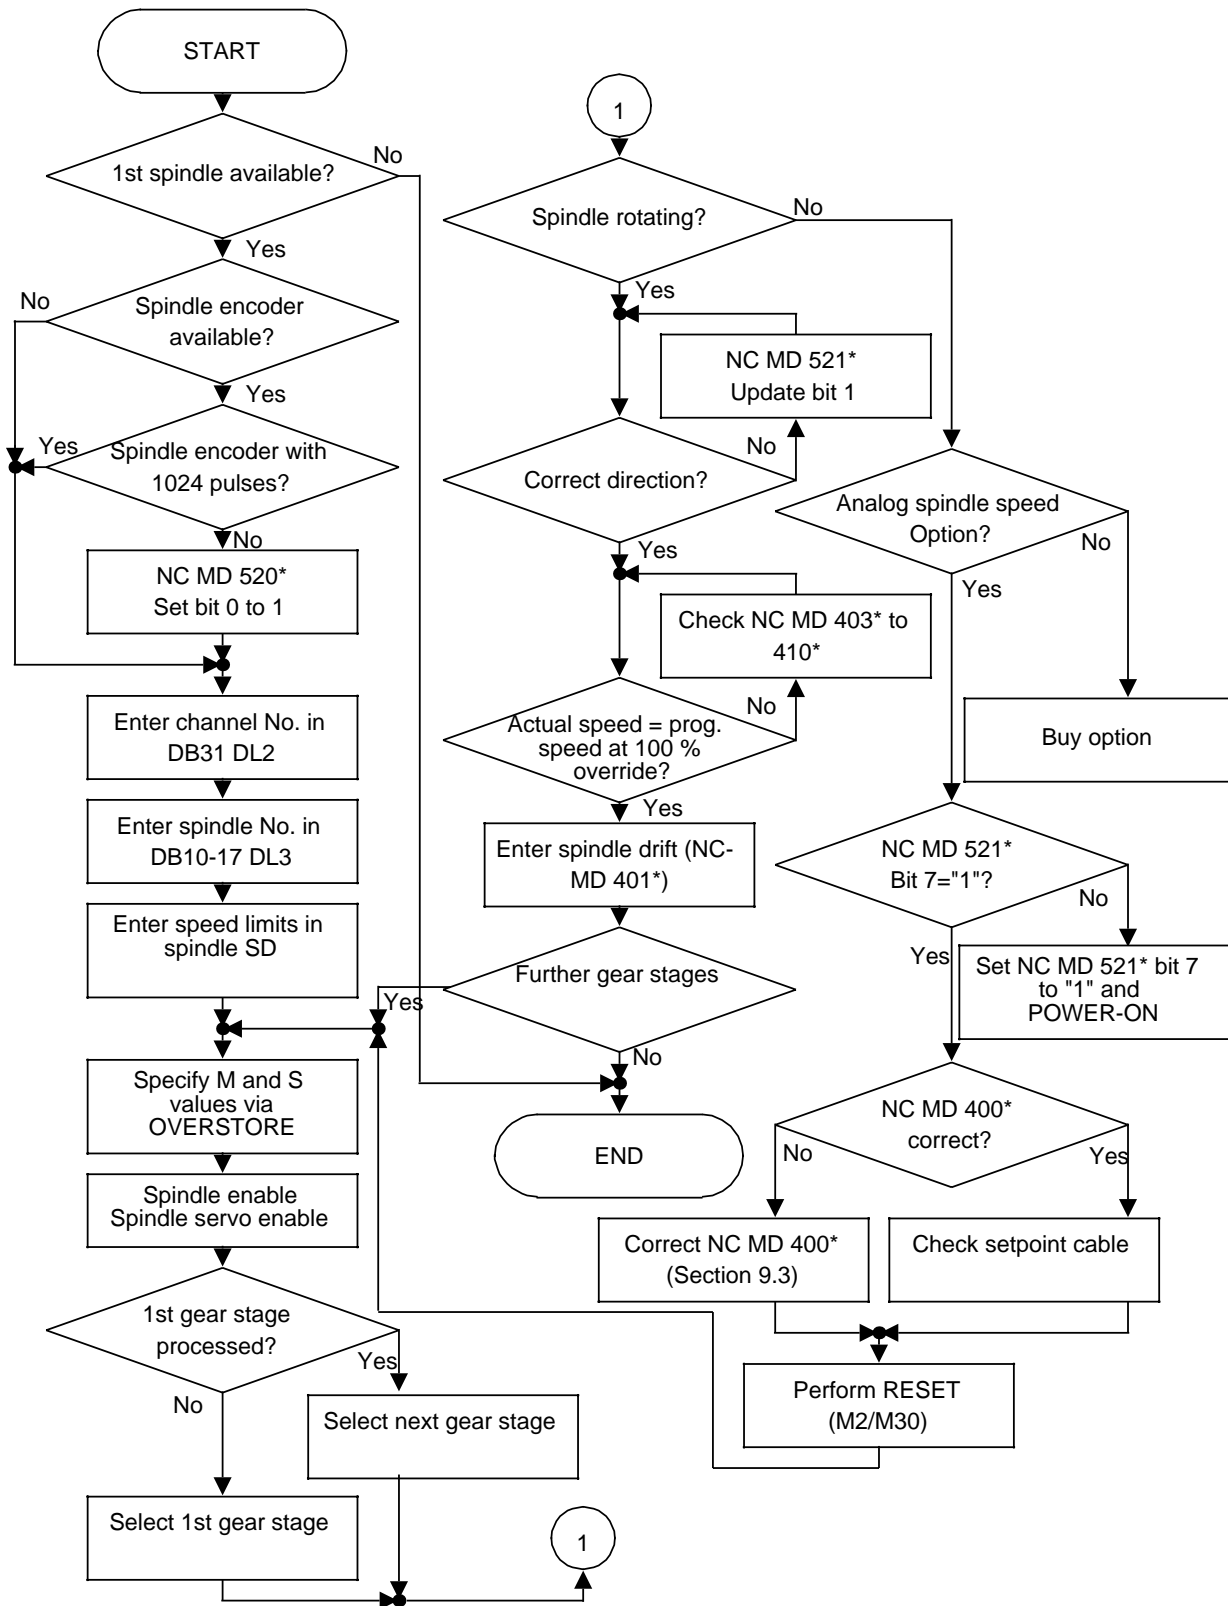 START
1st spindle available?
No
Yes
Spindle encoder
available?
No
Yes
Spindle encoder with
1024 pulses?
Yes
No
NC MD 520*
Set bit 0 to 1
Enter channel No. in
DB31 DL2
Enter spindle No. in
DB10-17 DL3
Enter speed limits in
spindle SD
Specify M and S
values via
OVERSTORE
Spindle enable
Spindle servo enable
1st gear stage
processed?
Yes
No
Select next gear stage
Select 1st gear stage
1
1
Spindle rotating?
No
Yes
NC MD 521*
Update bit 1
No
Correct direction?
Yes
Check NC MD 403* to
410*
No
Actual speed = prog.
speed at 100 %
override?
Yes
Enter spindle drift (NC-
MD 401*)
Further gear stages
Yes
No
END
Analog spindle speed
Option?
No
Yes
Buy option
NC MD 521*
Bit 7="1"?
No
Yes
Set NC MD 521* bit 7
to "1" and
POWER-ON
NC MD 400*
correct?
No
Yes
Correct NC MD 400*
(Section 9.3)
Check setpoint cable
Perform RESET
(M2/M30)